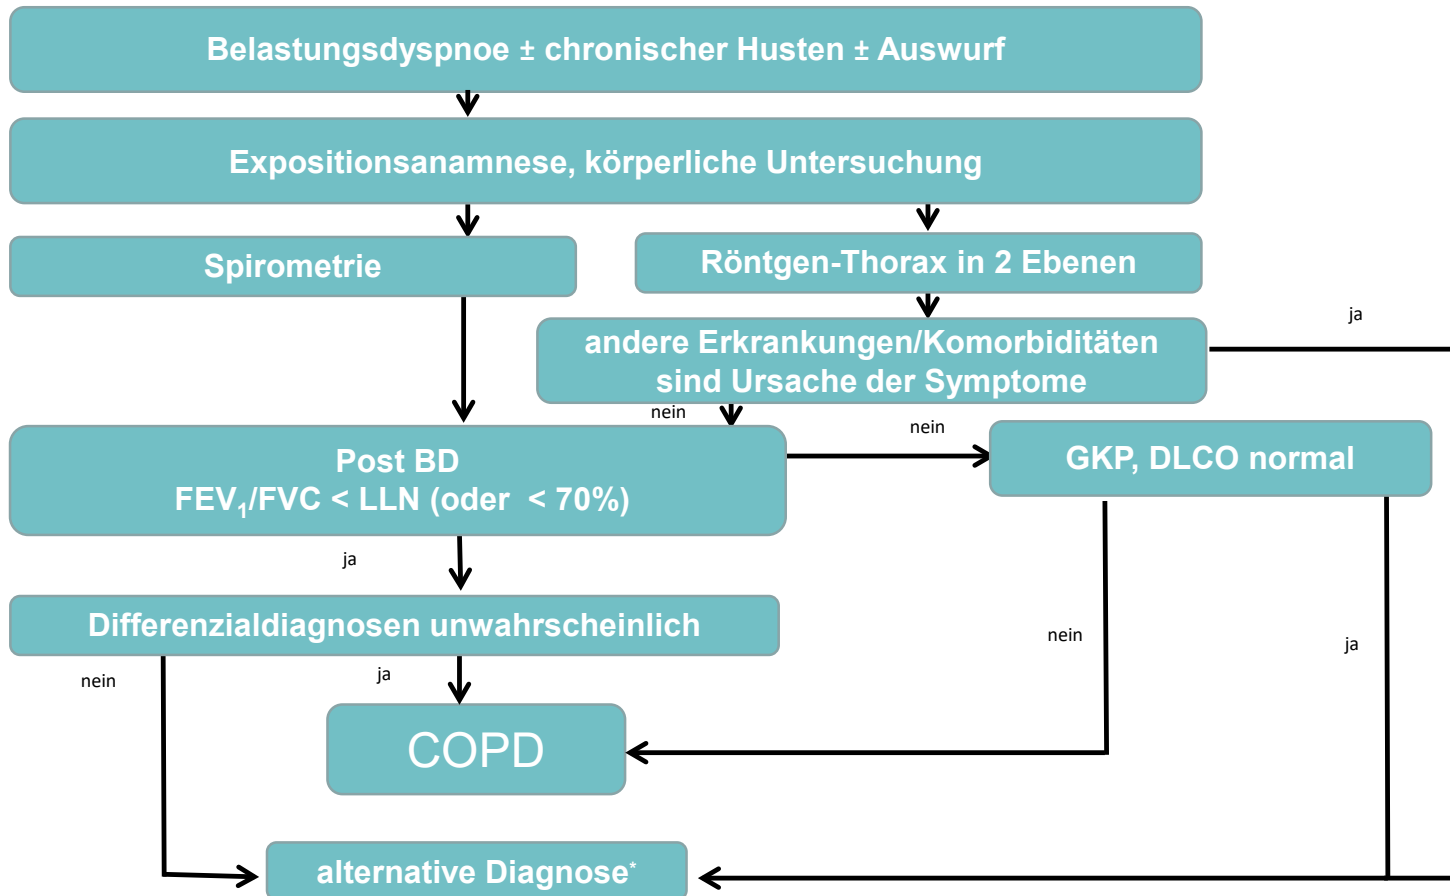 Belastungsdyspnoe ± chronischer Husten ± Auswurf
Expositionsanamnese, körperliche Untersuchung
Spirometrie
Röntgen-Thorax in 2 Ebenen
andere Erkrankungen/Komorbiditäten
sind Ursache der Symptome
ja
nein
nein
Post BD
FEV₁/FVC < LLN (oder < 70%)
GKP, DLCO normal
ja
Differenzialdiagnosen unwahrscheinlich
nein
ja
nein
ja
COPD
alternative Diagnose*